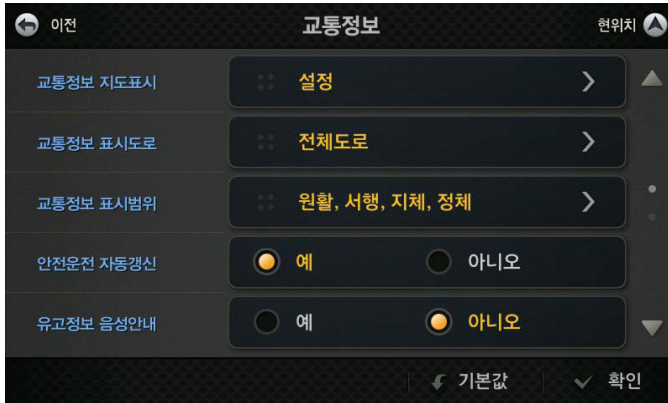 이전 교통정보 현위치
교통정보 지도표시 설정
교통정보 표시도로 전체도로
교통정보 표시범위 원활, 서행, 지체, 정체
안전운전 자동갱신 예 아니오
유고정보 음성안내 예 아니오
기본값 확인